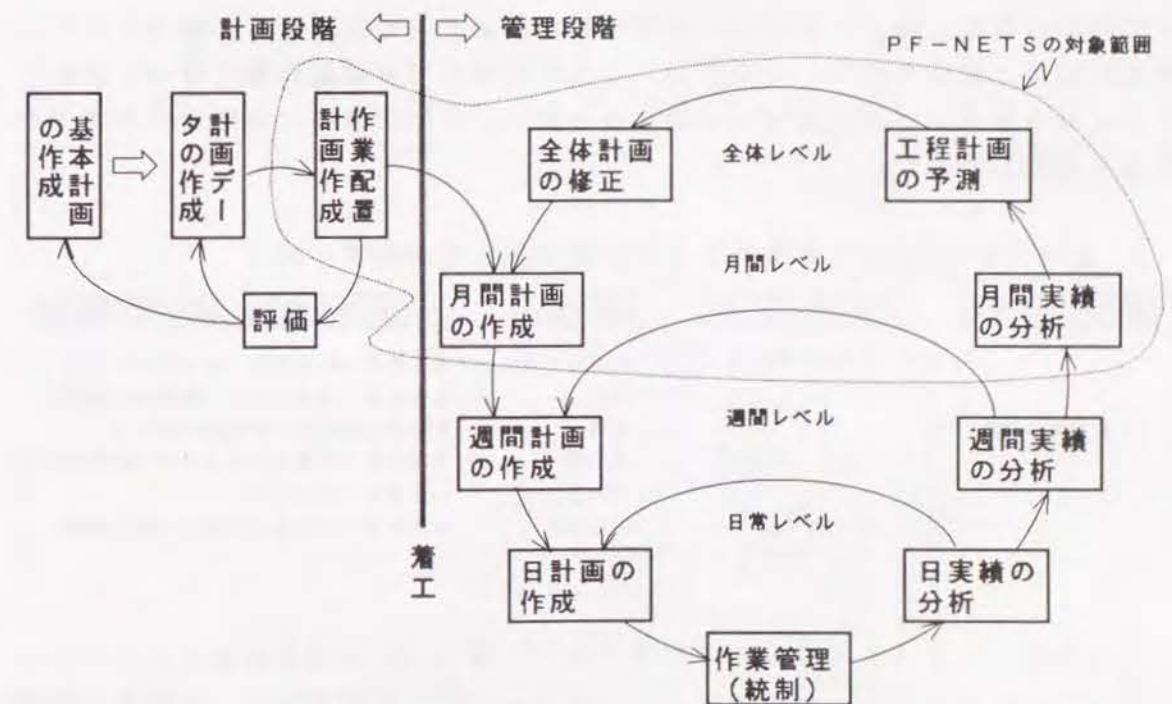 計画段階 管理段階
PF-NETSの対象範囲
基本計画
の作成
計画デー
タの作成
作業配置
計画作成
評価
全体計画
の修正
全体レベル
工程計画
の予測
月間計画
の作成
月間レベル
月間実績
の分析
週間計画
の作成
週間レベル
週間実績
の分析
日常レベル
着工
日計画の
作成
日実績の
分析
作業管理
(統制)